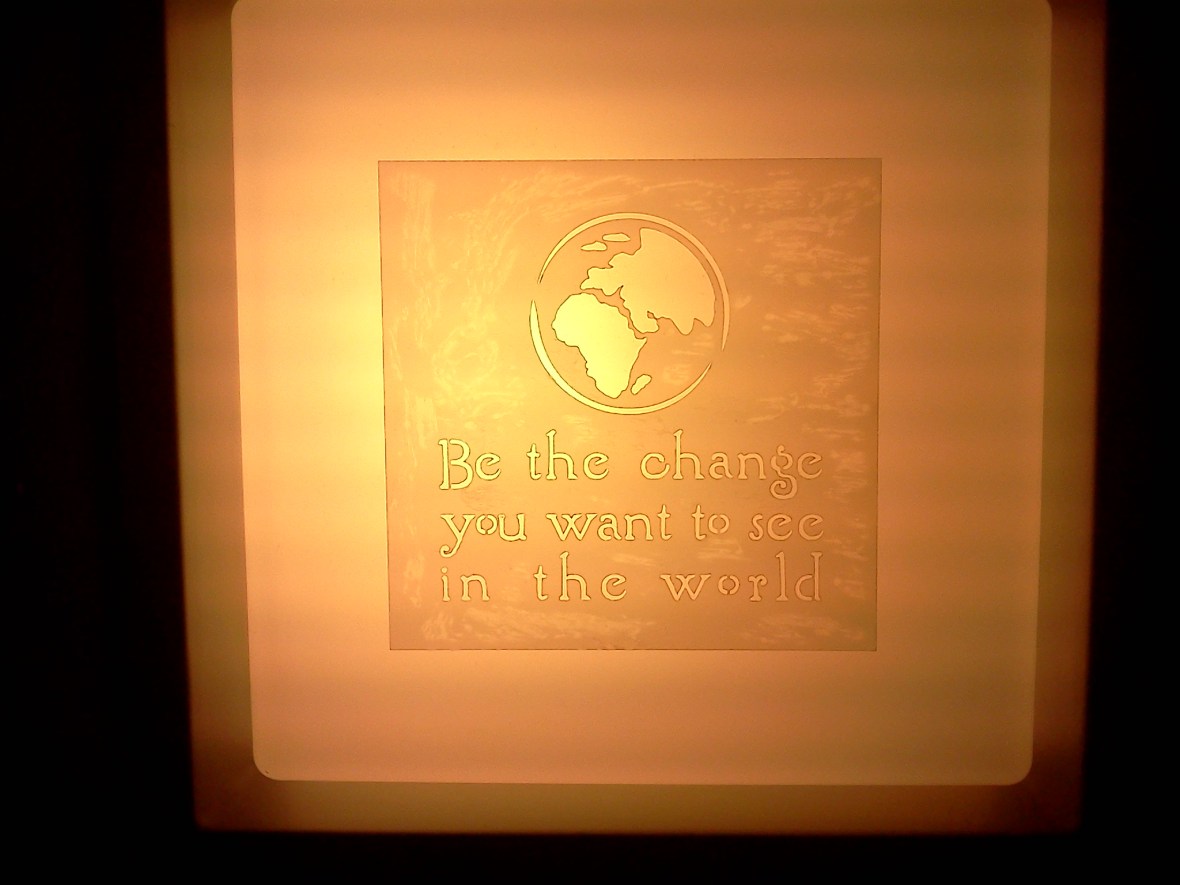 Be the change
you want to see
in the world